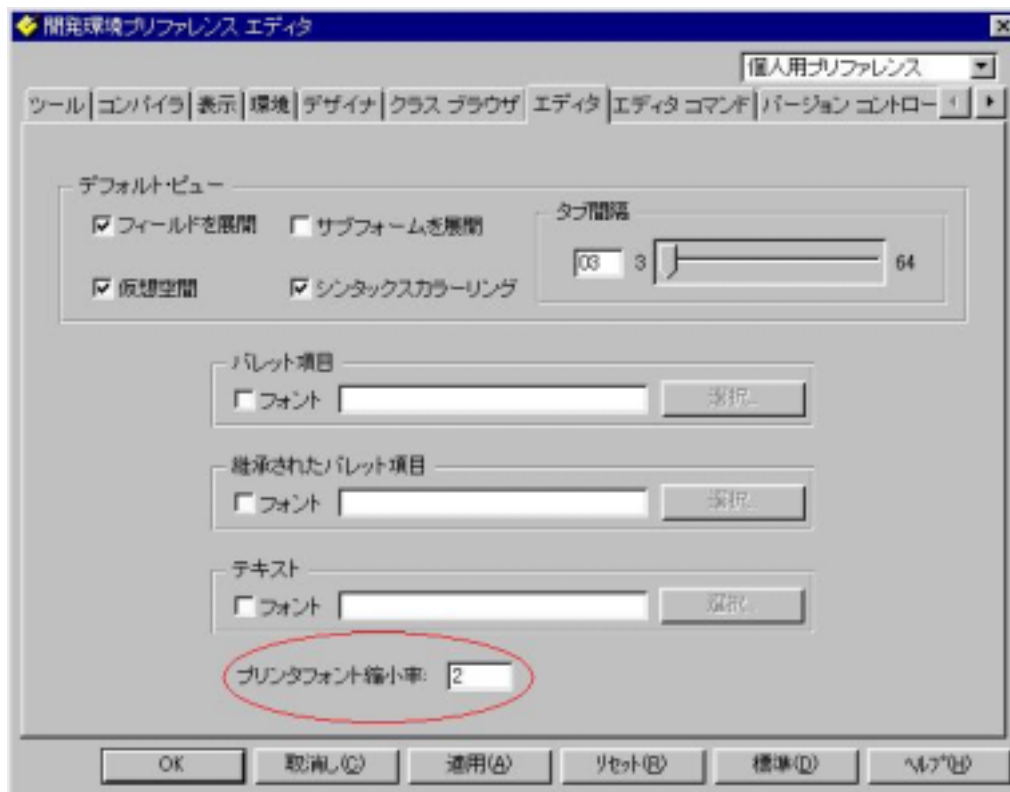 開発環境プリファレンス エディタ
個人用プリファレンス
ツール コンパイラ 表示 環境 デザイナ クラス ブラウザ エディタ エディタ コマンド バージョン コントロー
デフォルト・ビュー
フィールドを展開 サブフォームを展開
タブ間隔
03 3 64
仮想空間 シンタックスカラーリング
パレット項目
フォント 選択...
継承されたパレット項目
フォント 選択...
テキスト
フォント 選択...
プリンタフォント縮小率: 2
OK 取消し(C) 適用(A) リセット(R) 標準(D) ヘルプ(H)